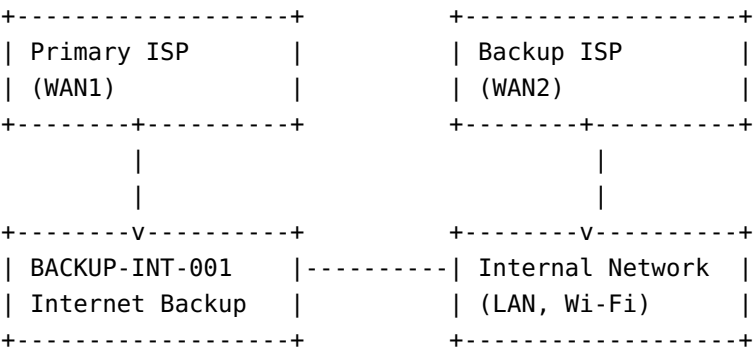 Primary ISP
(WAN1)
Backup ISP
(WAN2)
BACKUP-INT-001
Internet Backup
Internal Network
(LAN, Wi-Fi)